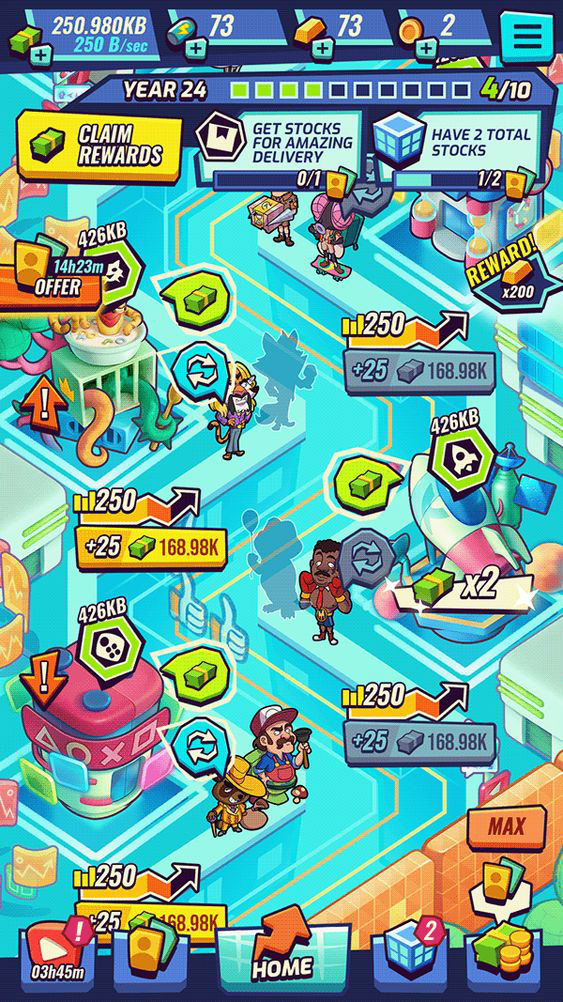 250.980KB
250 B/sec
73
73
2
YEAR 24
4/10
CLAIM
REWARDS
GET STOCKS
FOR AMAZING
DELIVERY
0/1
HAVE 2 TOTAL
STOCKS
1/2
426KB
14h23m
OFFER
REWARD!
x200
250
+25 168.98K
426KB
250
+25 168.98K
x2
426KB
250
+25 168.98K
MAX
250
+25 168.98K
!
03h45m
HOME
2